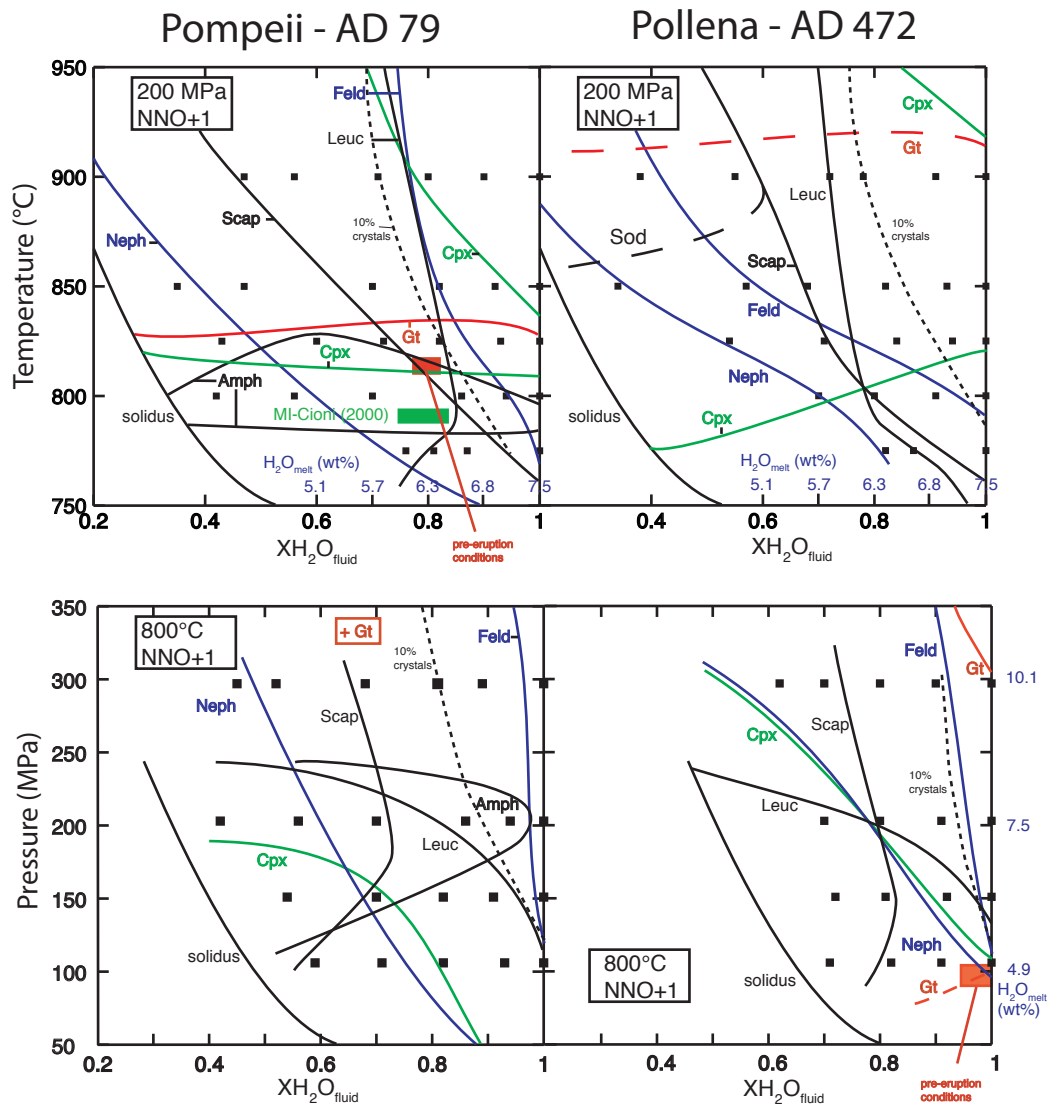 Pompeii - AD 79
Pollena - AD 472
950
900
850
800
750
Temperature (°C)
200 MPa
NNO+1
Feld
Leuc
Scap
Neph
10%
crystals
Cpx
Gt
Cpx
Amph
solidus
MI-Cioni (2000)
H2Omelt (wt%)
5.1
5.7
6.3
6.8
7.5
0.2
0.4
0.6
0.8
1
XH2Ofluid
pre-eruption
conditions
200 MPa
NNO+1
Cpx
Gt
Leuc
Sod
10%
crystals
Scap
Feld
Neph
Cpx
solidus
H2Omelt (wt%)
5.1
5.7
6.3
6.8
7.5
0.4
0.6
0.8
1
XH2Ofluid
350
300
250
200
150
100
50
Pressure (MPa)
800°C
NNO+1
+ Gt
10%
crystals
Feld
Neph
Scap
Amph
Leuc
Cpx
solidus
0.2
0.4
0.6
0.8
1
XH2Ofluid
Feld
Gt
10.1
Scap
Cpx
10%
crystals
Leuc
7.5
Neph
solidus
Gt
4.9
H2Omelt
(wt%)
800°C
NNO+1
0.4
0.6
0.8
1
XH2Ofluid
pre-eruption
conditions